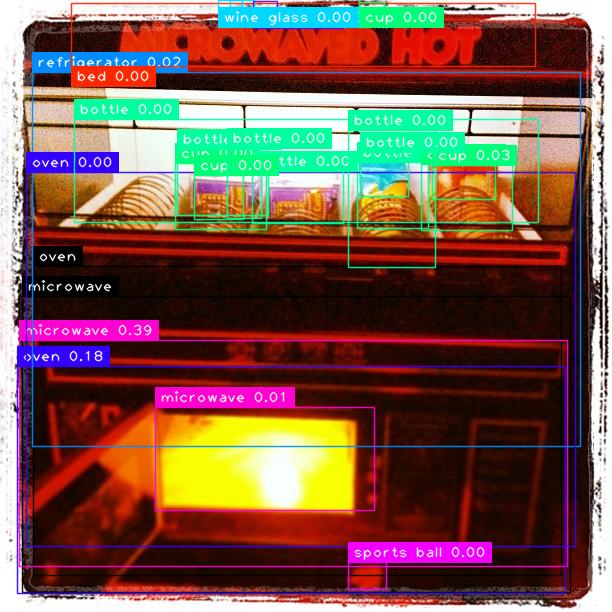 wine glass 0.00 cup 0.00
MICROWAVED HOT
refrigerator 0.02
bed 0.00
bottle 0.00
bottle 0.00
bottle 0.00
bottle 0.00
cup 0.03
cup 0.00
oven 0.00
oven
microwave
microwave 0.39
oven 0.18
microwave 0.01
sports ball 0.00